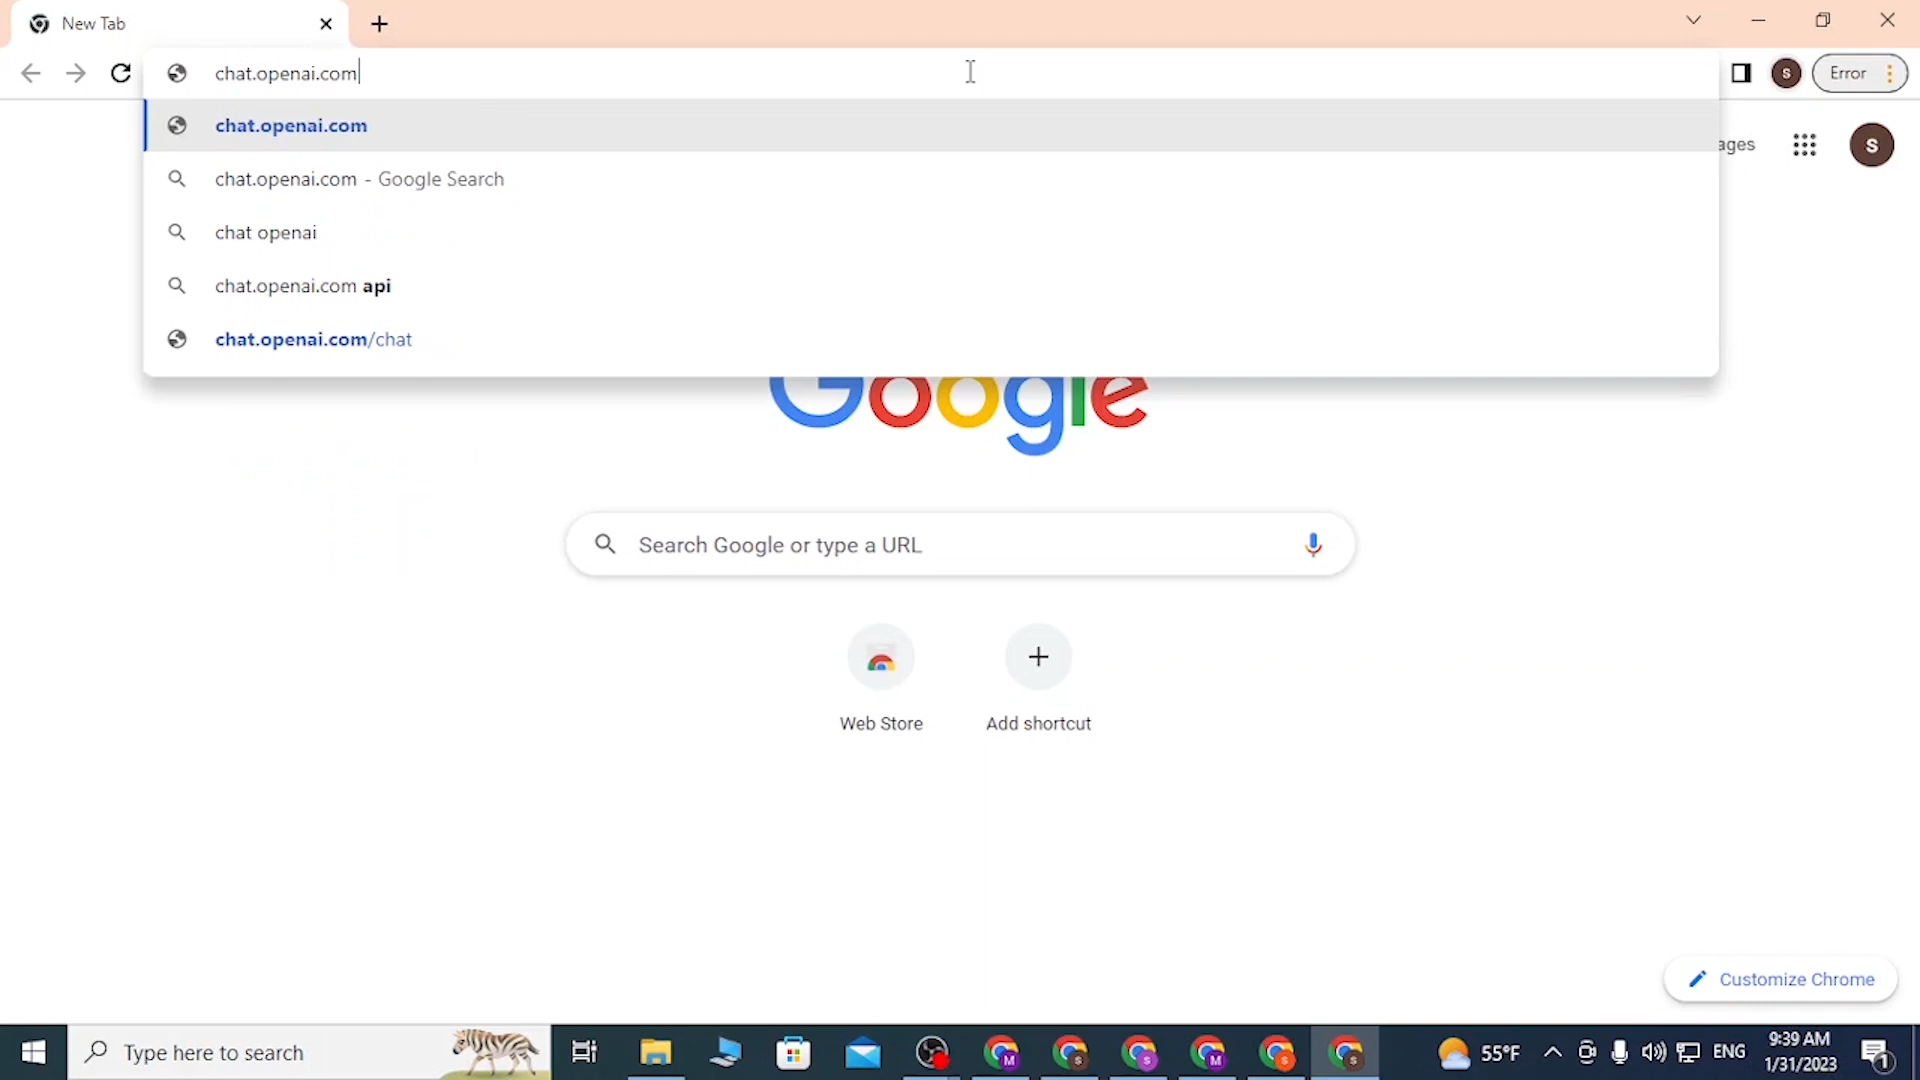 New Tab
chat.openai.com
Error
chat.openai.com
ages
S
chat.openai.com - Google Search
chat openai
chat.openai.com api
chat.openai.com/chat
Google
Search Google or type a URL
Web Store
Add shortcut
Customize Chrome
Type here to search
55°F
ENG
9:39 AM
1/31/2023
1